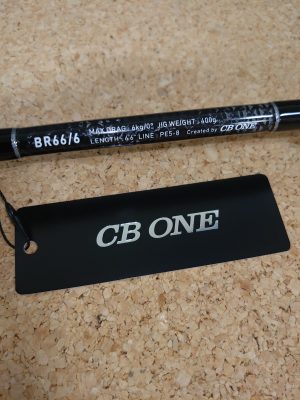 BR66/6 MAX DRAG : 6kg/0° JIG WEIGHT : 400g
LENGTH : 6'6" LINE : PE5-8 Created by CB ONE
CB ONE